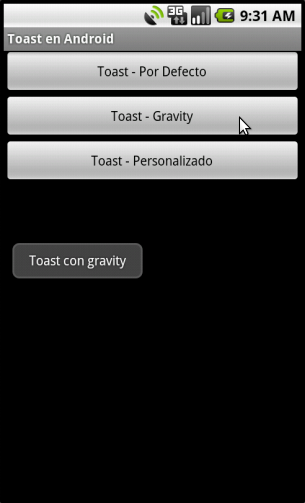 3G 9:31 AM
Toast en Android
Toast - Por Defecto
Toast - Gravity
Toast - Personalizado
Toast con gravity